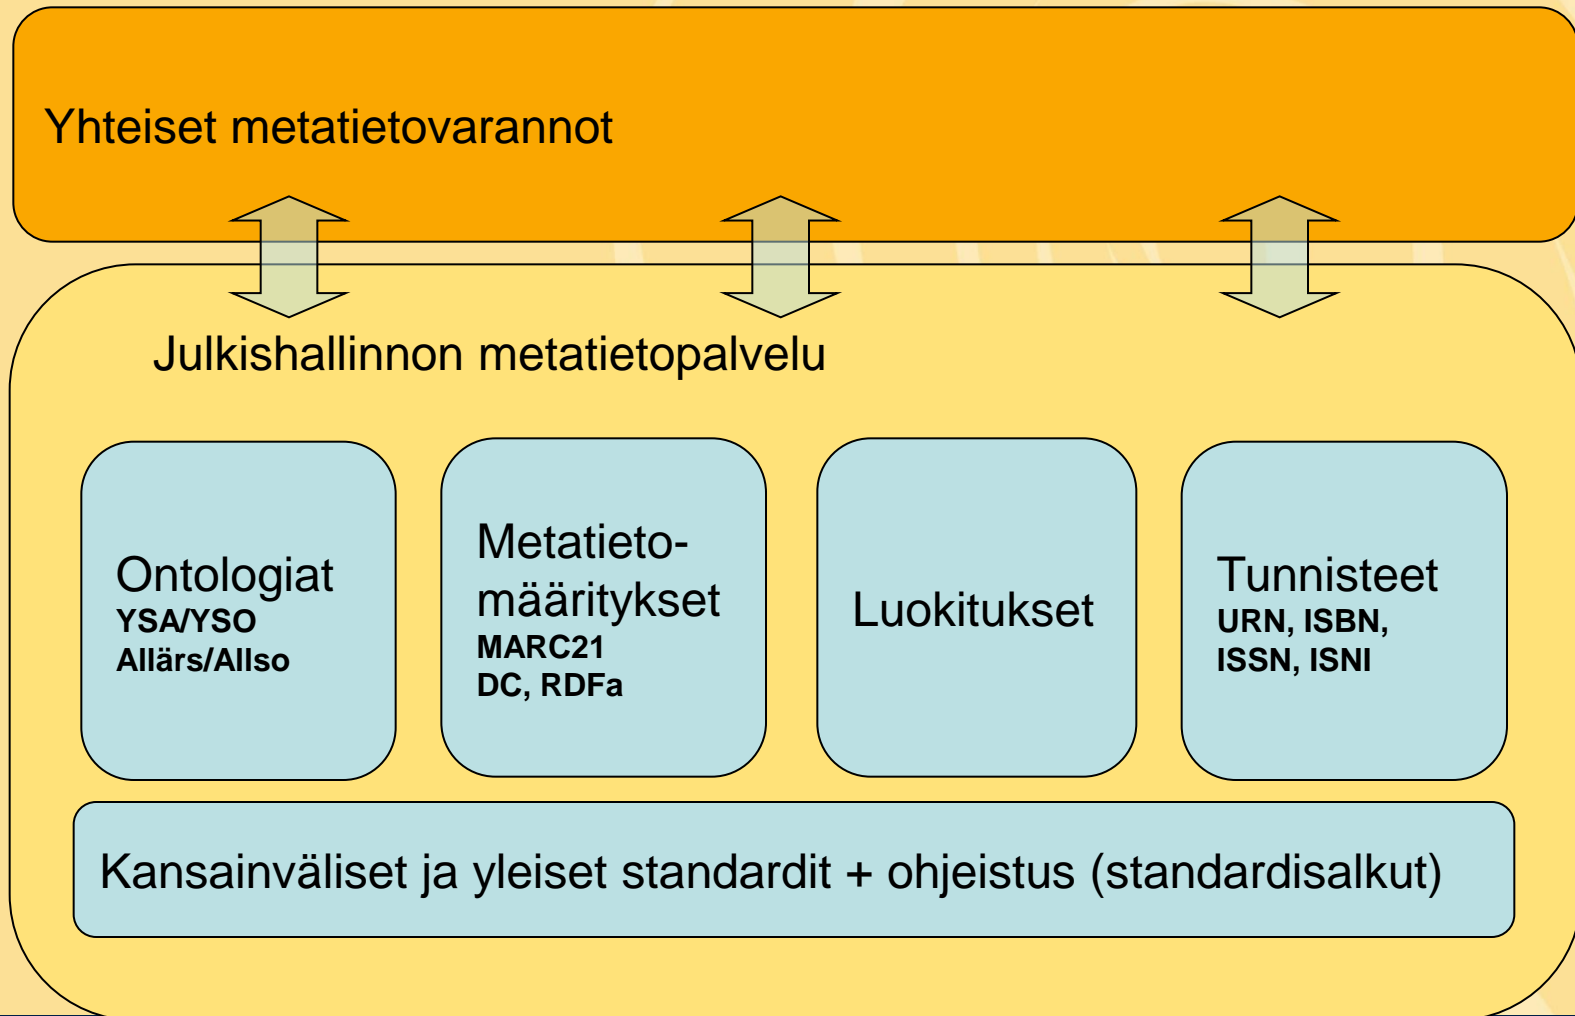 Yhteiset metatietovarannot
Julkishallinnon metatietopalvelu
Ontologiat
YSA/YSO
Allärs/Allso
Metatieto-
määritykset
MARC21
DC, RDFa
Luokitukset
Tunnisteet
URN, ISBN,
ISSN, ISNI
Kansainväliset ja yleiset standardit + ohjeistus (standardisalkut)